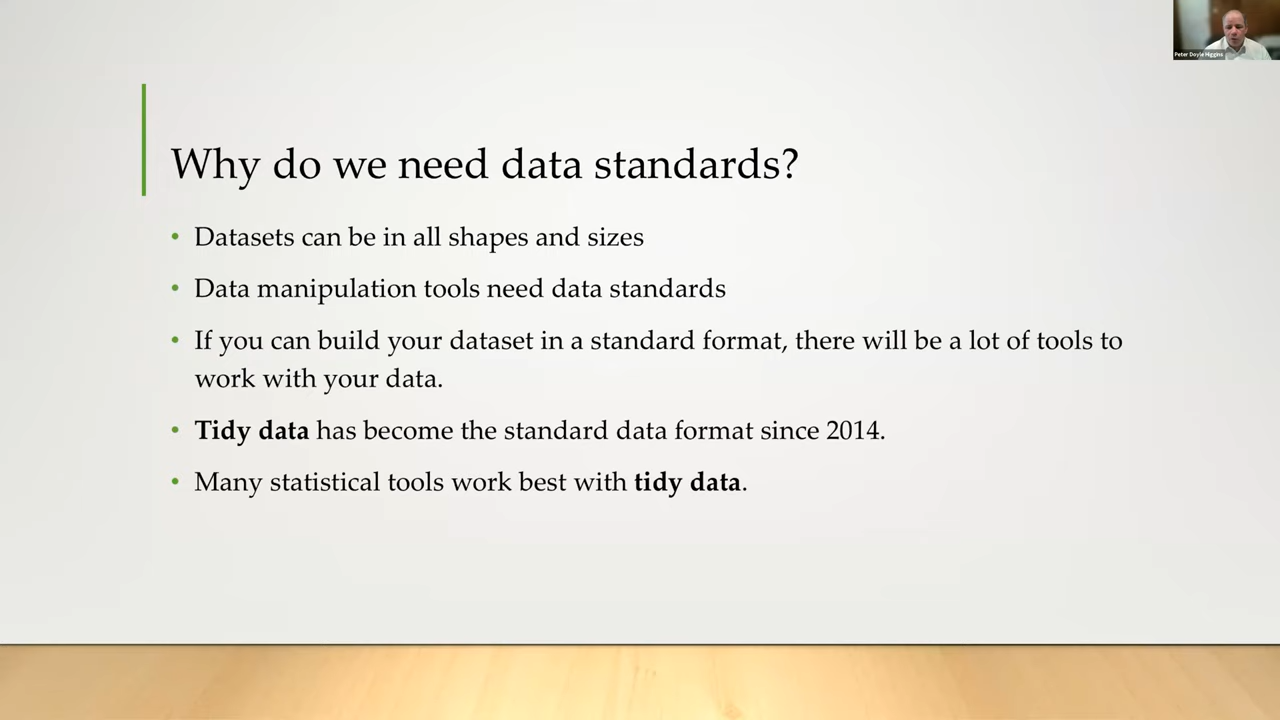 Peter Doyle Higgins
Why do we need data standards?
• Datasets can be in all shapes and sizes
• Data manipulation tools need data standards
• If you can build your dataset in a standard format, there will be a lot of tools to
work with your data.
• Tidy data has become the standard data format since 2014.
• Many statistical tools work best with tidy data.